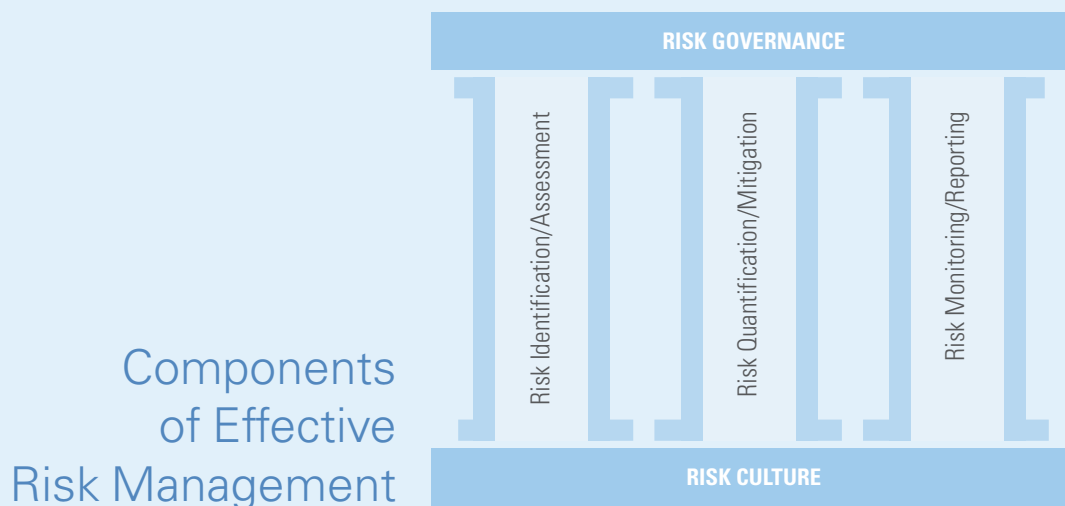 RISK GOVERNANCE
Risk Identification/Assessment
Risk Quantification/Mitigation
Risk Monitoring/Reporting
Components
of Effective
Risk Management
RISK CULTURE